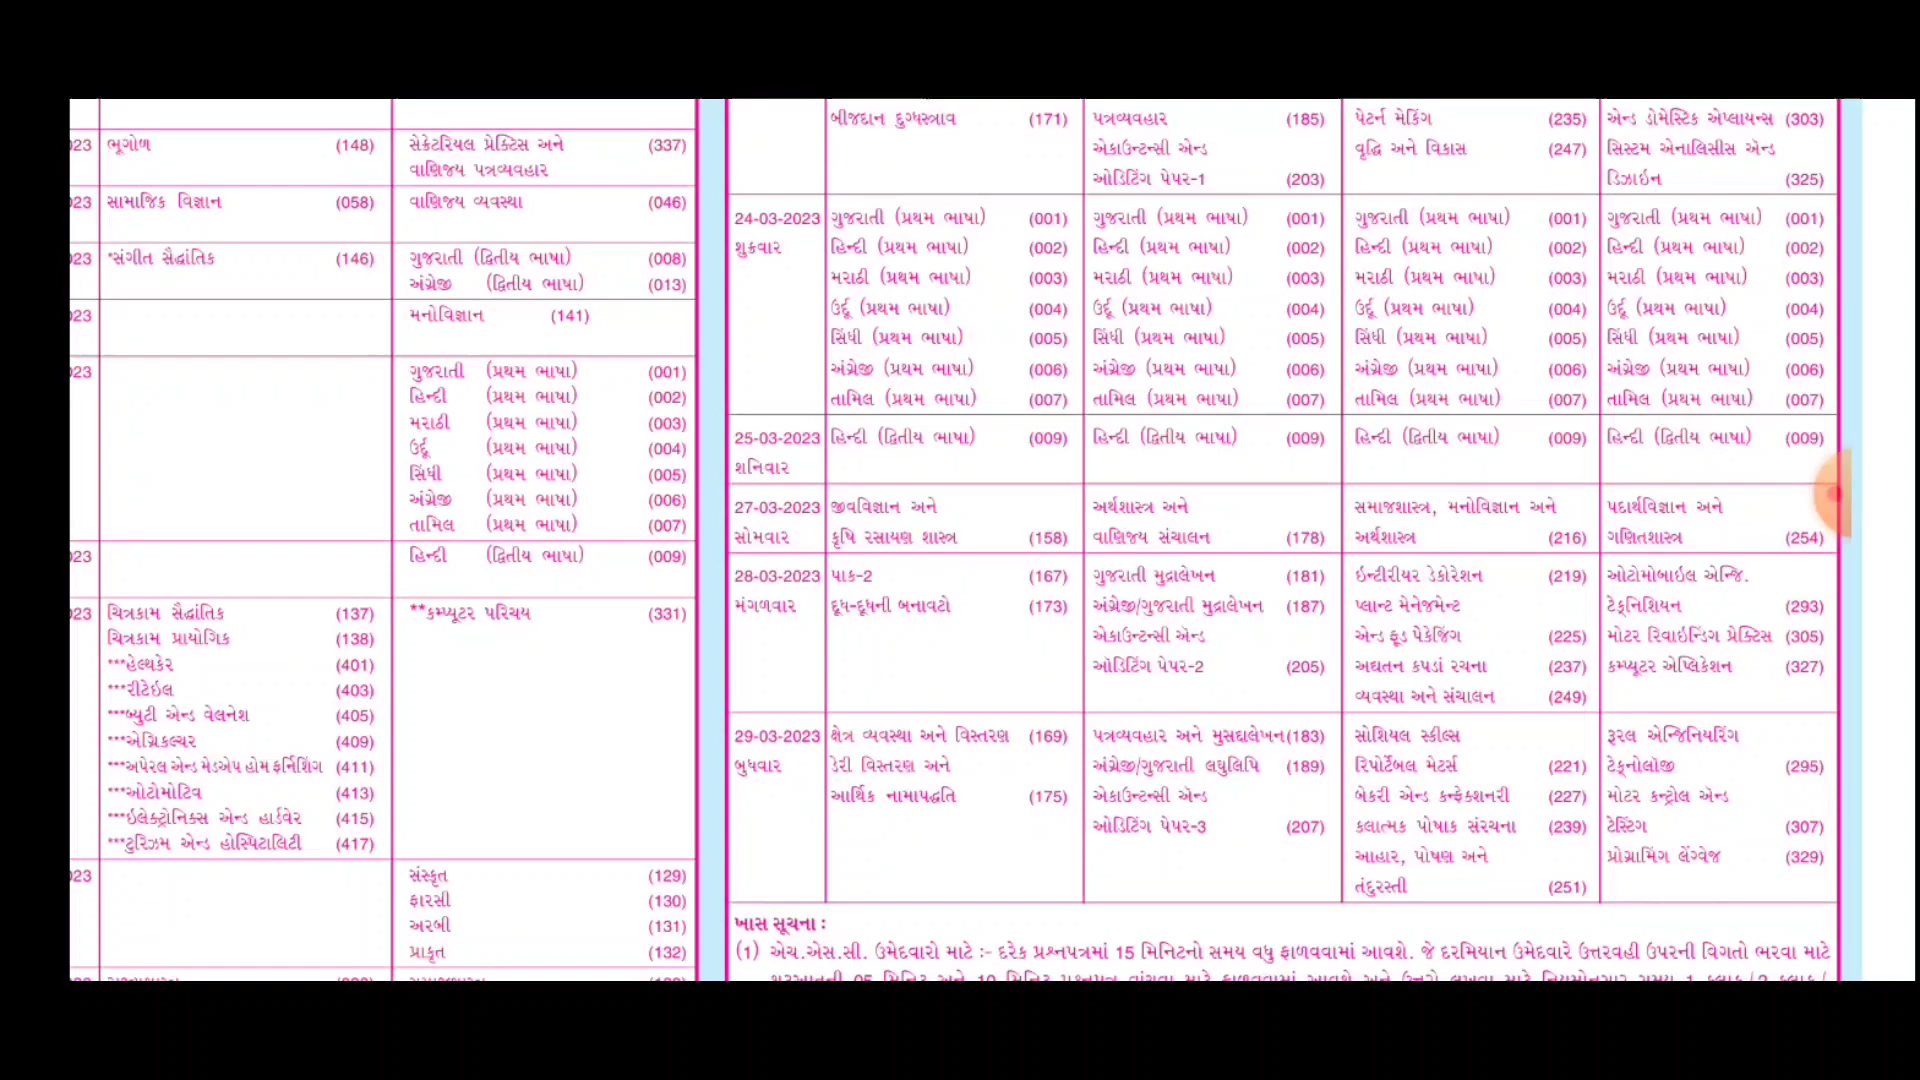 023 ભૂગોળ (148) સેક્રેટરિયલ પ્રેક્ટિસ અને (337)
વાણિજ્ય પત્રવ્યવહાર
023 સામાજિક વિજ્ઞાન (058) વાણિજ્ય વ્યવસ્થા (046)
023 *સંગીત સૈદ્ધાંતિક (146) ગુજરાતી (દ્વિતીય ભાષા) (008)
અંગ્રેજી (દ્વિતીય ભાષા) (013)
023 મનોવિજ્ઞાન (141)
023 ગુજરાતી (પ્રથમ ભાષા) (001)
હિન્દી (પ્રથમ ભાષા) (002)
મરાઠી (પ્રથમ ભાષા) (003)
ઉર્દૂ (પ્રથમ ભાષા) (004)
સિંધી (પ્રથમ ભાષા) (005)
અંગ્રેજી (પ્રથમ ભાષા) (006)
તામિલ (પ્રથમ ભાષા) (007)
023 હિન્દી (દ્વિતીય ભાષા) (009)
023 ચિત્રકામ સૈદ્ધાંતિક (137) **કમ્પ્યૂટર પરિચય (331)
ચિત્રકામ પ્રાયોગિક (138)
***હેલ્થકેર (401)
***રીટેઇલ (403)
***બ્યુટી એન્ડ વેલનેશ (405)
***એગ્રિકલ્ચર (409)
***અપેરલ એન્ડ મેડએપ હોમ ફર્નિશિંગ (411)
***ઓટોમોટિવ (413)
***ઇલેક્ટ્રોનિક્સ એન્ડ હાર્ડવેર (415)
***ટુરિઝમ એન્ડ હોસ્પિટાલિટી (417)
023 સંસ્કૃત (129)
ફારસી (130)
અરબી (131)
પ્રાકૃત (132)
બીજદાન દુગ્ધસ્ત્રાવ (171) પત્રવ્યવહાર (185) પેટર્ન મેકિંગ (235) એન્ડ ડોમેસ્ટિક એપ્લાયન્સ (303)
એકાઉન્ટન્સી એન્ડ વૃદ્ધિ અને વિકાસ (247) સિસ્ટમ એનાલિસીસ ઍન્ડ
ઓડિટિંગ પેપર-1 (203) ડિઝાઇન (325)
24-03-2023 ગુજરાતી (પ્રથમ ભાષા) (001) ગુજરાતી (પ્રથમ ભાષા) (001) ગુજરાતી (પ્રથમ ભાષા) (001) ગુજરાતી (પ્રથમ ભાષા) (001)
શુક્રવાર હિન્દી (પ્રથમ ભાષા) (002) હિન્દી (પ્રથમ ભાષા) (002) હિન્દી (પ્રથમ ભાષા) (002) હિન્દી (પ્રથમ ભાષા) (002)
મરાઠી (પ્રથમ ભાષા) (003) મરાઠી (પ્રથમ ભાષા) (003) મરાઠી (પ્રથમ ભાષા) (003) મરાઠી (પ્રથમ ભાષા) (003)
ઉર્દૂ (પ્રથમ ભાષા) (004) ઉર્દૂ (પ્રથમ ભાષા) (004) ઉર્દૂ (પ્રથમ ભાષા) (004) ઉર્દૂ (પ્રથમ ભાષા) (004)
સિંધી (પ્રથમ ભાષા) (005) સિંધી (પ્રથમ ભાષા) (005) સિંધી (પ્રથમ ભાષા) (005) સિંધી (પ્રથમ ભાષા) (005)
અંગ્રેજી (પ્રથમ ભાષા) (006) અંગ્રેજી (પ્રથમ ભાષા) (006) અંગ્રેજી (પ્રથમ ભાષા) (006) અંગ્રેજી (પ્રથમ ભાષા) (006)
તામિલ (પ્રથમ ભાષા) (007) તામિલ (પ્રથમ ભાષા) (007) તામિલ (પ્રથમ ભાષા) (007) તામિલ (પ્રથમ ભાષા) (007)
25-03-2023 હિન્દી (દ્વિતીય ભાષા) (009) હિન્દી (દ્વિતીય ભાષા) (009) હિન્દી (દ્વિતીય ભાષા) (009) હિન્દી (દ્વિતીય ભાષા) (009)
શનિવાર
27-03-2023 જીવવિજ્ઞાન અને અર્થશાસ્ત્ર અને સમાજશાસ્ત્ર, મનોવિજ્ઞાન અને પદાર્થવિજ્ઞાન અને
સોમવાર કૃષિ રસાયણ શાસ્ત્ર (158) વાણિજ્ય સંચાલન (178) અર્થશાસ્ત્ર (216) ગણિતશાસ્ત્ર (254)
28-03-2023 પાક-2 (167) ગુજરાતી મુદ્રાલેખન (181) ઇન્ટીરીયર ડેકોરેશન (219) ઓટોમોબાઇલ એન્જિ.
મંગળવાર દૂધ-દૂધની બનાવટો (173) અંગ્રેજી/ગુજરાતી મુદ્રાલેખન (187) પ્લાન્ટ મેનેજમેન્ટ ટેક્નિશિયન (293)
એકાઉન્ટન્સી ઍન્ડ એન્ડ ફૂડ પેકેજિંગ (225) મોટર રિવાઇન્ડિંગ પ્રેક્ટિસ (305)
ઑડિટિંગ પેપર-2 (205) અદ્યતન કપડાં રચના (237) કમ્પ્યૂટર એપ્લિકેશન (327)
વ્યવસ્થા અને સંચાલન (249)
29-03-2023 ક્ષેત્ર વ્યવસ્થા અને વિસ્તરણ (169) પત્રવ્યવહાર અને મુસદ્દાલેખન(183) સોશિયલ સ્કીલ્સ રૂરલ એન્જિનિયરિંગ
બુધવાર ડેરી વિસ્તરણ અને અંગ્રેજી/ગુજરાતી લઘુલિપિ (189) રિપોર્ટેબલ મેટર્સ (221) ટેક્નોલૉજી (295)
આર્થિક નામાપદ્ધતિ (175) એકાઉન્ટન્સી ઍન્ડ બેકરી એન્ડ કન્ફેક્શનરી (227) મોટર કન્ટ્રોલ ઍન્ડ
ઓડિટિંગ પેપર-3 (207) કલાત્મક પોષાક સંરચના (239) ટેસ્ટિંગ (307)
આહાર, પોષણ અને પ્રોગ્રામિંગ લેંગ્વેજ (329)
તંદુરસ્તી (251)
ખાસ સૂચના :
(1) એચ.એસ.સી. ઉમેદવારો માટે :- દરેક પ્રશ્નપત્રમાં 15 મિનિટનો સમય વધુ ફાળવવામાં આવશે. જે દરમિયાન ઉમેદવારે ઉત્તરવહી ઉપરની વિગતો ભરવા માટે